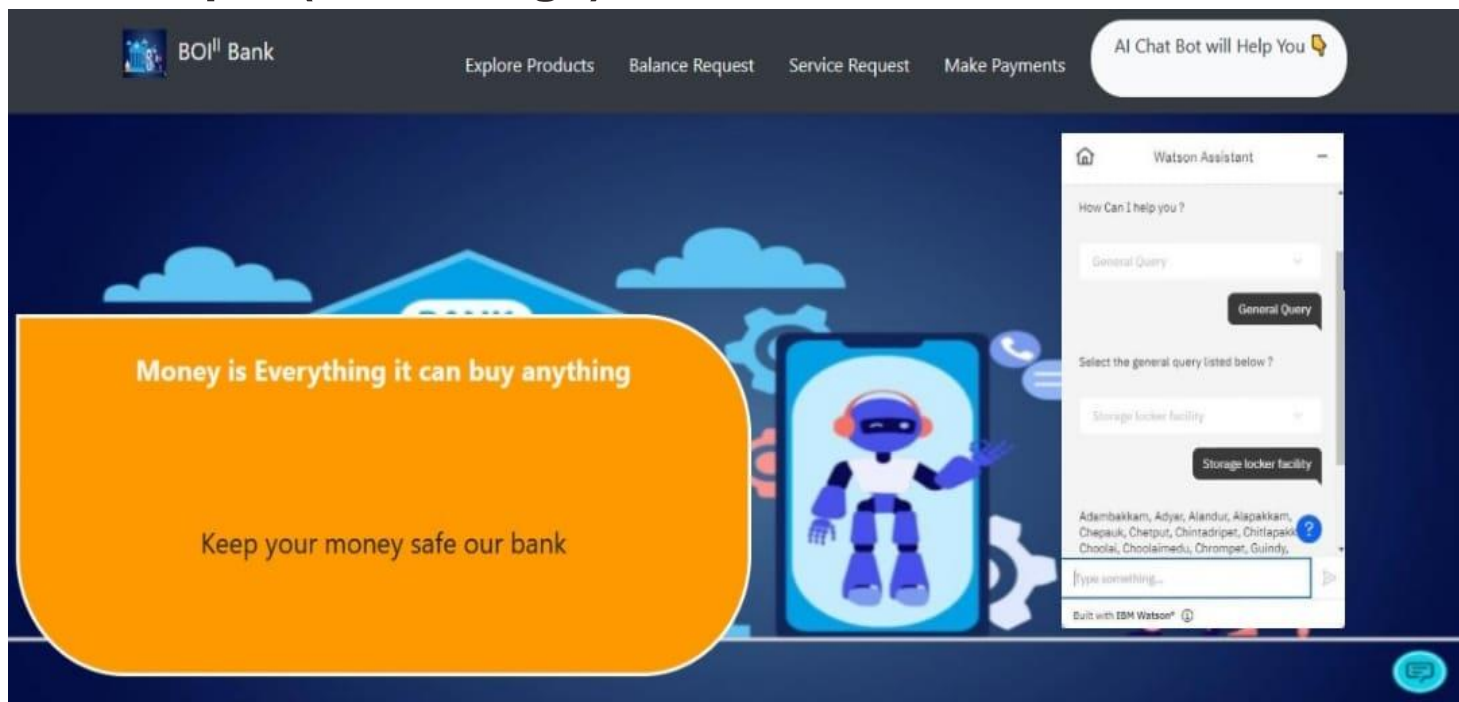 BOIII Bank
Explore Products
Balance Request
Service Request
Make Payments
AI Chat Bot will Help You
Watson Assistant
How Can I help you ?
General Query
General Query
Select the general query listed below ?
Storage locker facility
Storage locker facility
Adambakkam, Adyar, Alandur, Alapakkam,
Chepauk, Chetput, Chintadripet,
Choolai, Choolaimedu, Chrompet, Guindy,
?
Type something...
Built with IBM Watson®
Money is Everything it can buy anything
Keep your money safe our bank